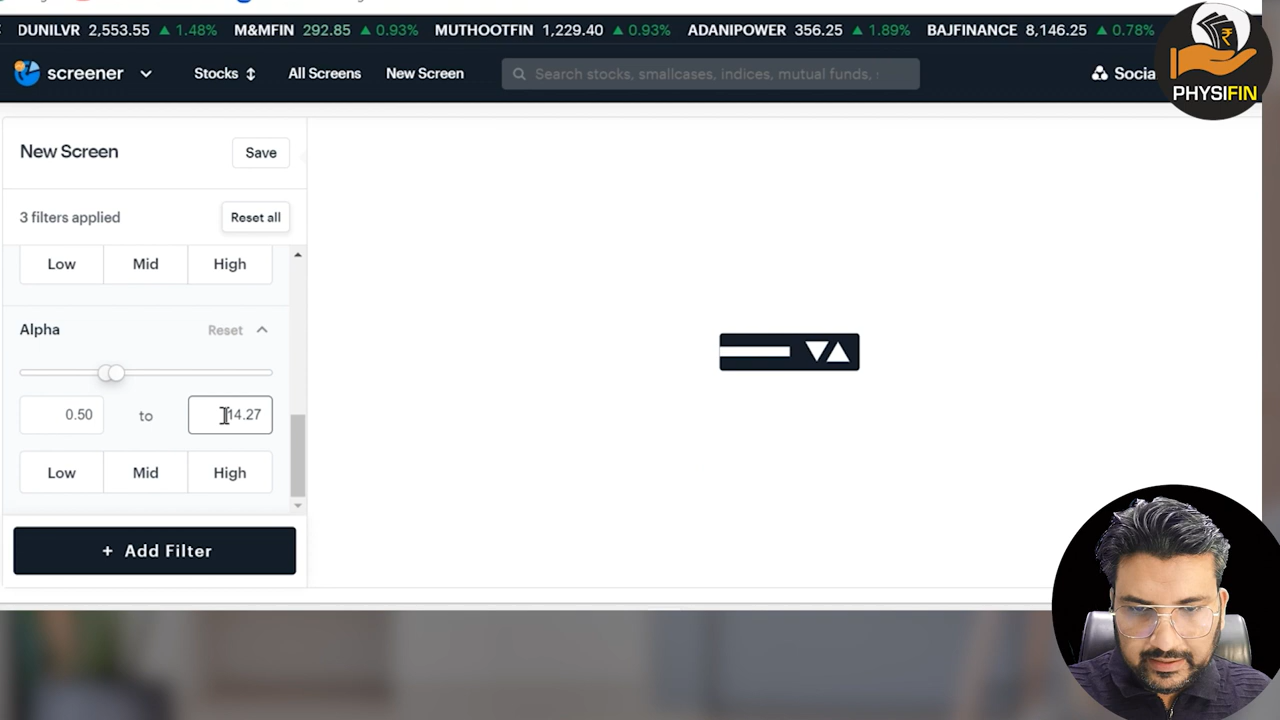 DUNILVR 2,553.55 ▲ 1.48% M&MFIN 292.85 ▲ 0.93% MUTHOOTFIN 1,229.40 ▲ 0.93% ADANIPOWER 356.25 ▲ 1.89% BAJFINANCE 8,146.25 ▲ 0.78%
screener Stocks All Screens New Screen Search stocks, smallcases, indices, mutual funds, Socia
PHYSIFIN
New Screen Save
3 filters applied Reset all
Low Mid High
Alpha Reset
0.50 to 14.27
Low Mid High
+ Add Filter